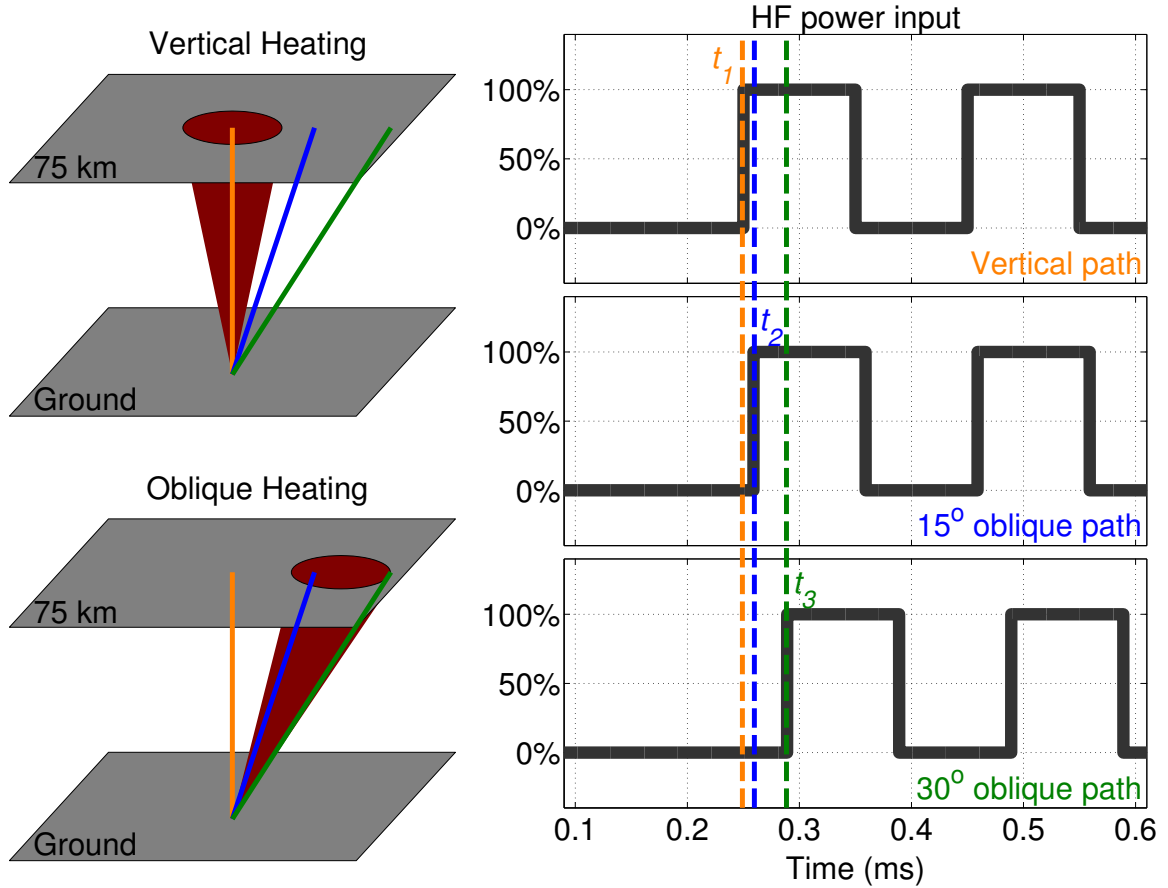 Vertical Heating
75 km
Ground
Oblique Heating
75 km
Ground
HF power input
t1
100%
50%
0%
Vertical path
t2
100%
50%
0%
15o oblique path
t3
100%
50%
0%
30o oblique path
0.1 0.2 0.3 0.4 0.5 0.6
Time (ms)